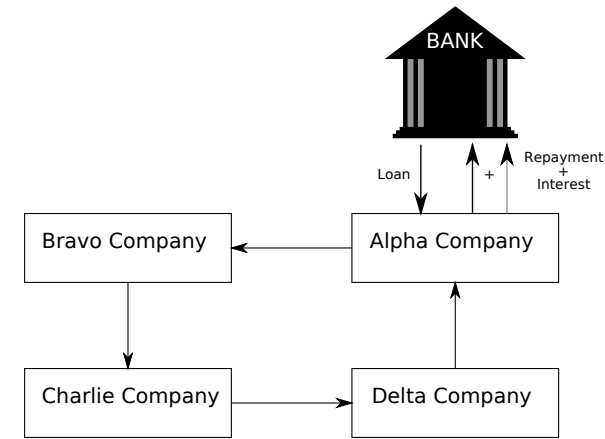 BANK
Loan
+
Repayment
+
Interest
Bravo Company
Alpha Company
Charlie Company
Delta Company